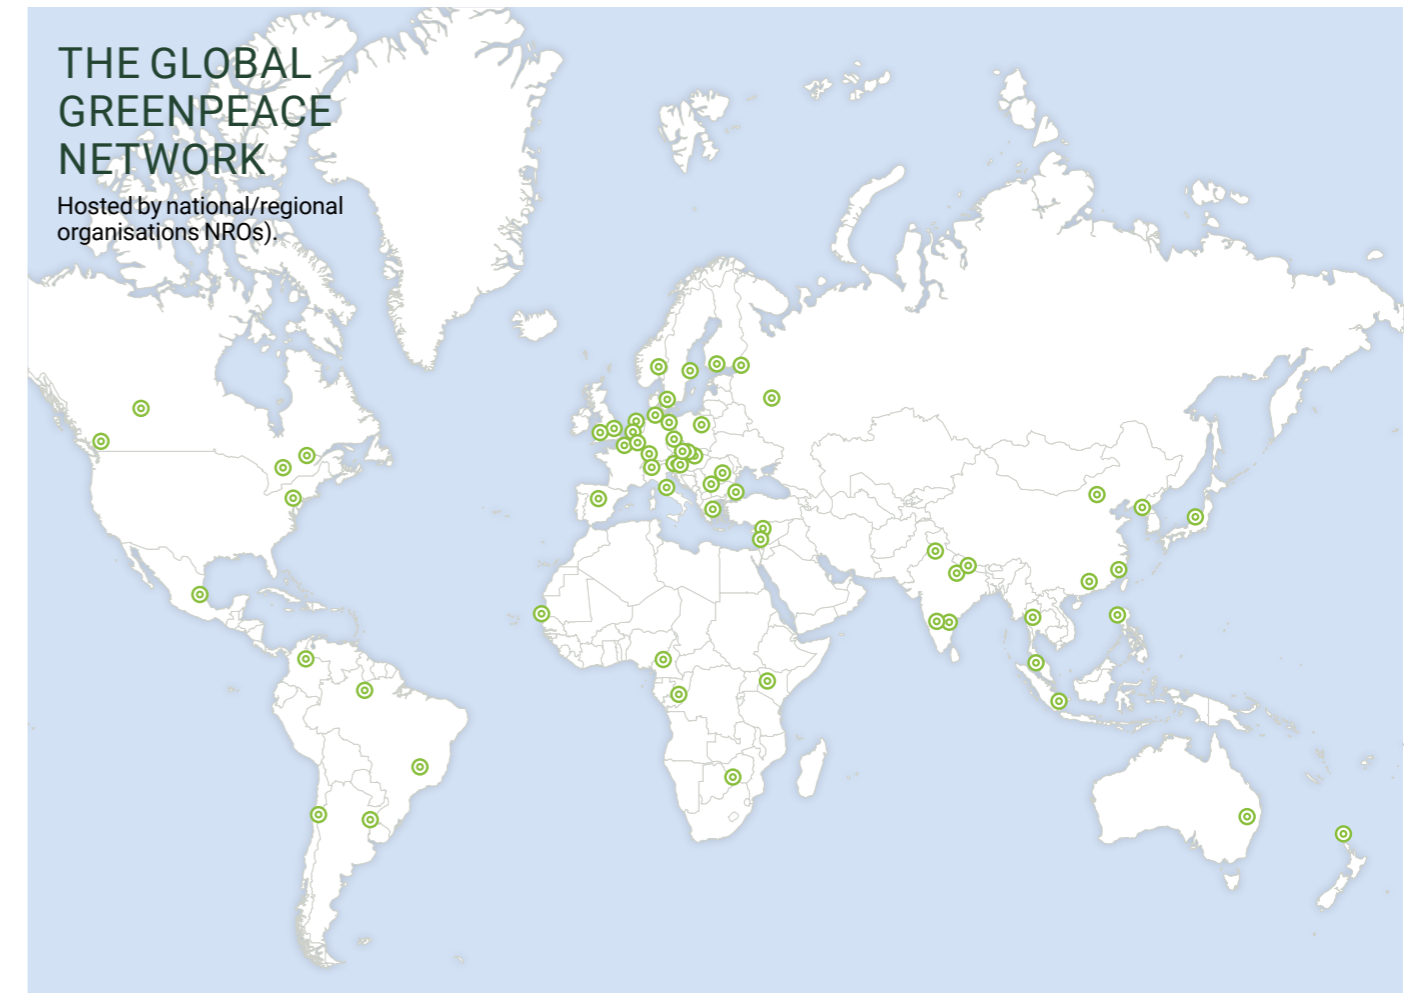 THE GLOBAL
GREENPEACE
NETWORK
Hosted by national/regional
organisations NROs).